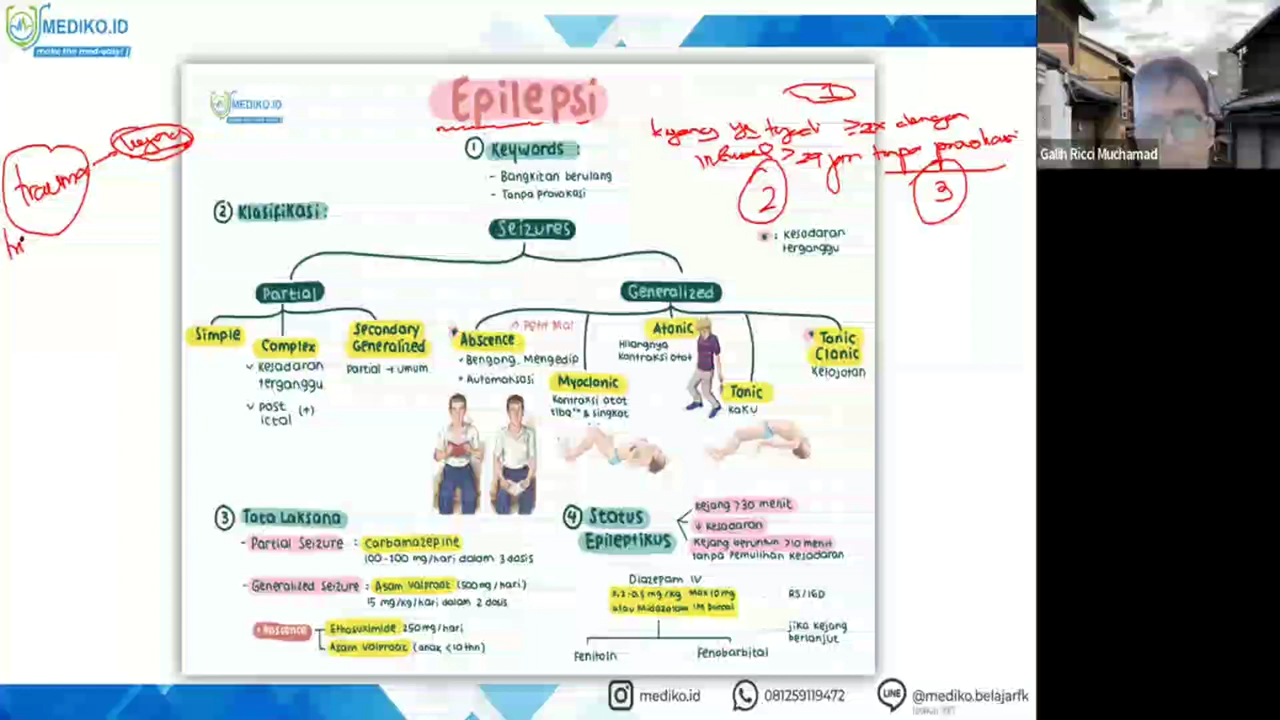 MEDIKO.ID
make the med-easy!
MEDIKO.ID
Epilepsi
1
kejang yg terjadi ≥2x dengan
interval > 24 jam tanpa provokasi
2
3
kejang
trauma
Galih Ricci Muchamad
1 Keywords :
- Bangkitan berulang
- Tanpa provokasi
2 Klasifikasi :
Seizures
* : Kesadaran
terganggu
Partial
Generalized
Simple
Complex
v Kesadaran
terganggu
v Post (+)
ictal
Secondary
Generalized
Partial → Umum
Petit Mal
* Abscence
• Bengong, Mengedip
• Automaksasi
Myoclonic
Kontraksi otot
tiba²" & singkat
Atonic
Hilangnya
kontraksi otot
Tonic
Kaku
* Tonic
Clonic
Kelojotan
3 Tata Laksana
- Partial Seizure : Carbamazepine
100-100 mg/hari dalam 3 dosis
- Generalized Seizure : Asam Valproat (500mg / hari)
15 mg/kg/hari dalam 2 dosis
• Abscence
Ethosuximide 250mg/hari
Asam Valproat (anak <10thn)
4 Status
Epileptikus
Kejang >30 menit
↓ Kesadaran
Kejang beruntun >10 menit
tanpa pemulihan kesadaran
Diazepam IV
0.2-0.5 mg/kg Max 10mg
atau Midazolam IM Buccal
RS/IGD
jika kejang
berlanjut
Fenitoin
Fenobarbital
mediko.id
081259119472
LINE
@mediko.belajarfk